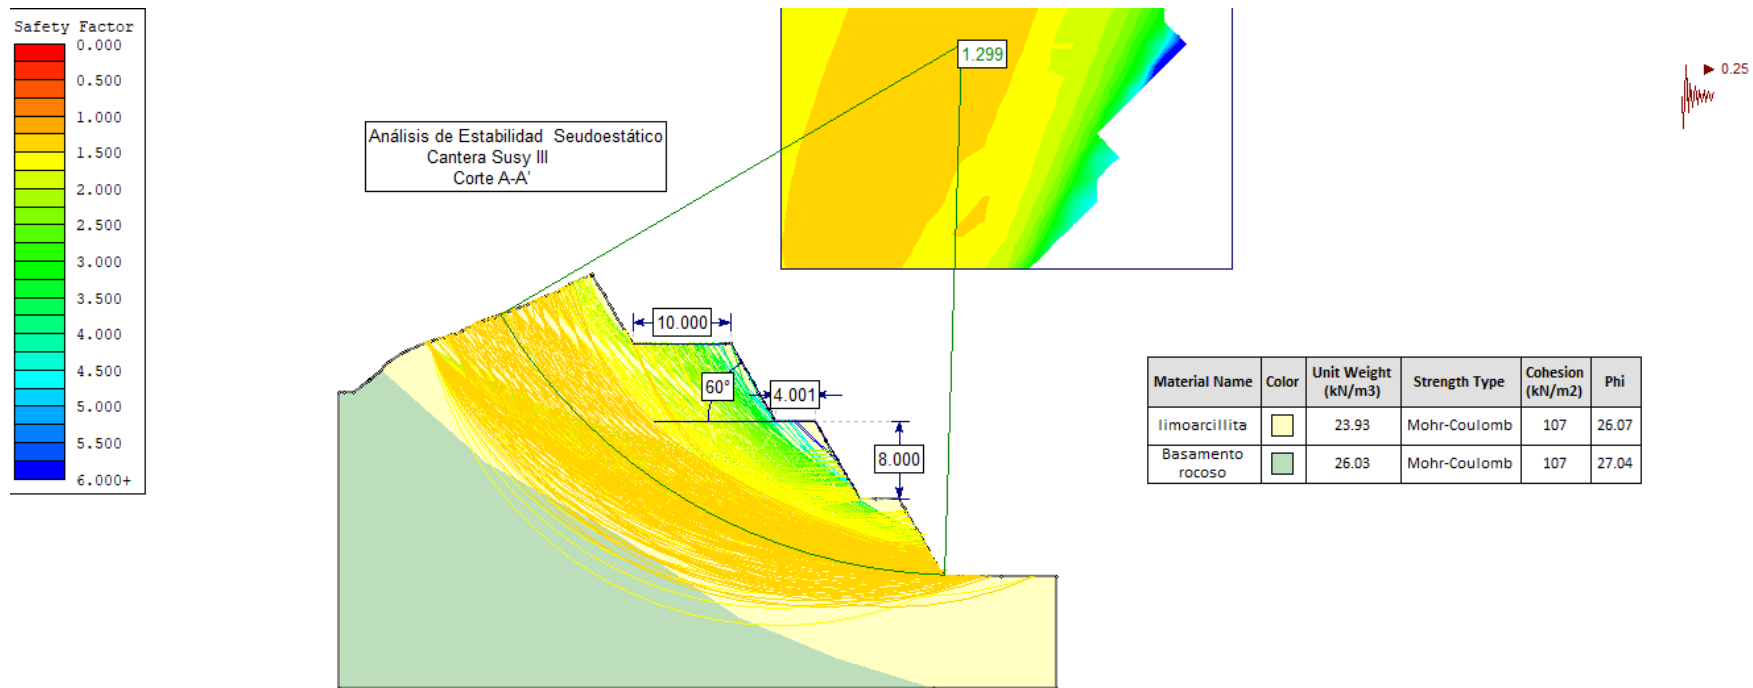 Safety Factor
0.000
0.500
1.000
1.500
2.000
2.500
3.000
3.500
4.000
4.500
5.000
5.500
6.000+
Análisis de Estabilidad Seudoestático
Cantera Susy III
Corte A-A'
1.299
0.25
10.000
60°
4.001
8.000
Material Name Color Unit Weight (kN/m3) Strength Type Cohesion (kN/m2) Phi
limoarcillita 23.93 Mohr-Coulomb 107 26.07
Basamento rocoso 26.03 Mohr-Coulomb 107 27.04